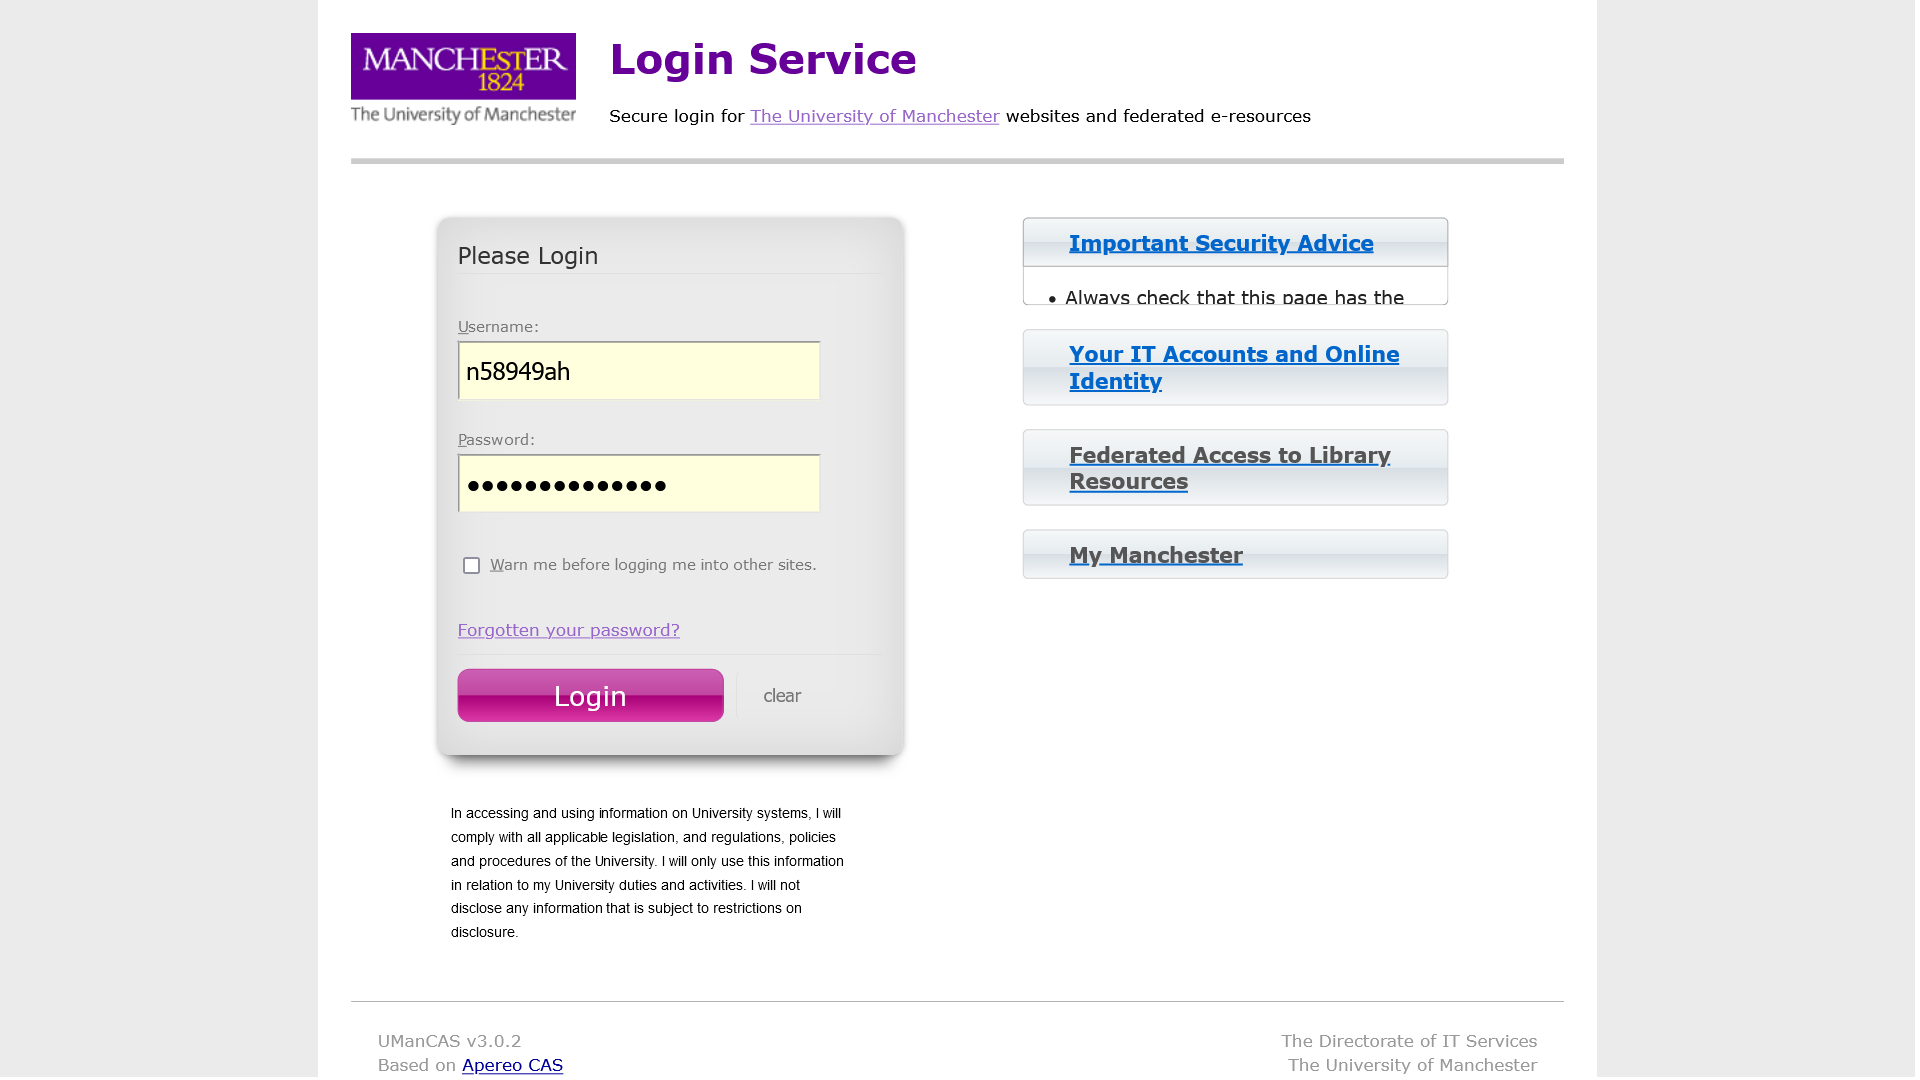 MANCHESTER
1824
The University of Manchester
Login Service
Secure login for The University of Manchester websites and federated e-resources
Please Login
Username:
n58949ah
Password:
Warn me before logging me into other sites.
Forgotten your password?
Login
clear
Important Security Advice
Always check that this page has the
Your IT Accounts and Online
Identity
Federated Access to Library
Resources
My Manchester
In accessing and using information on University systems, I will
comply with all applicable legislation, and regulations, policies
and procedures of the University. I will only use this information
in relation to my University duties and activities. I will not
disclose any information that is subject to restrictions on
disclosure.
UManCAS v3.0.2
Based on Apereo CAS
The Directorate of IT Services
The University of Manchester